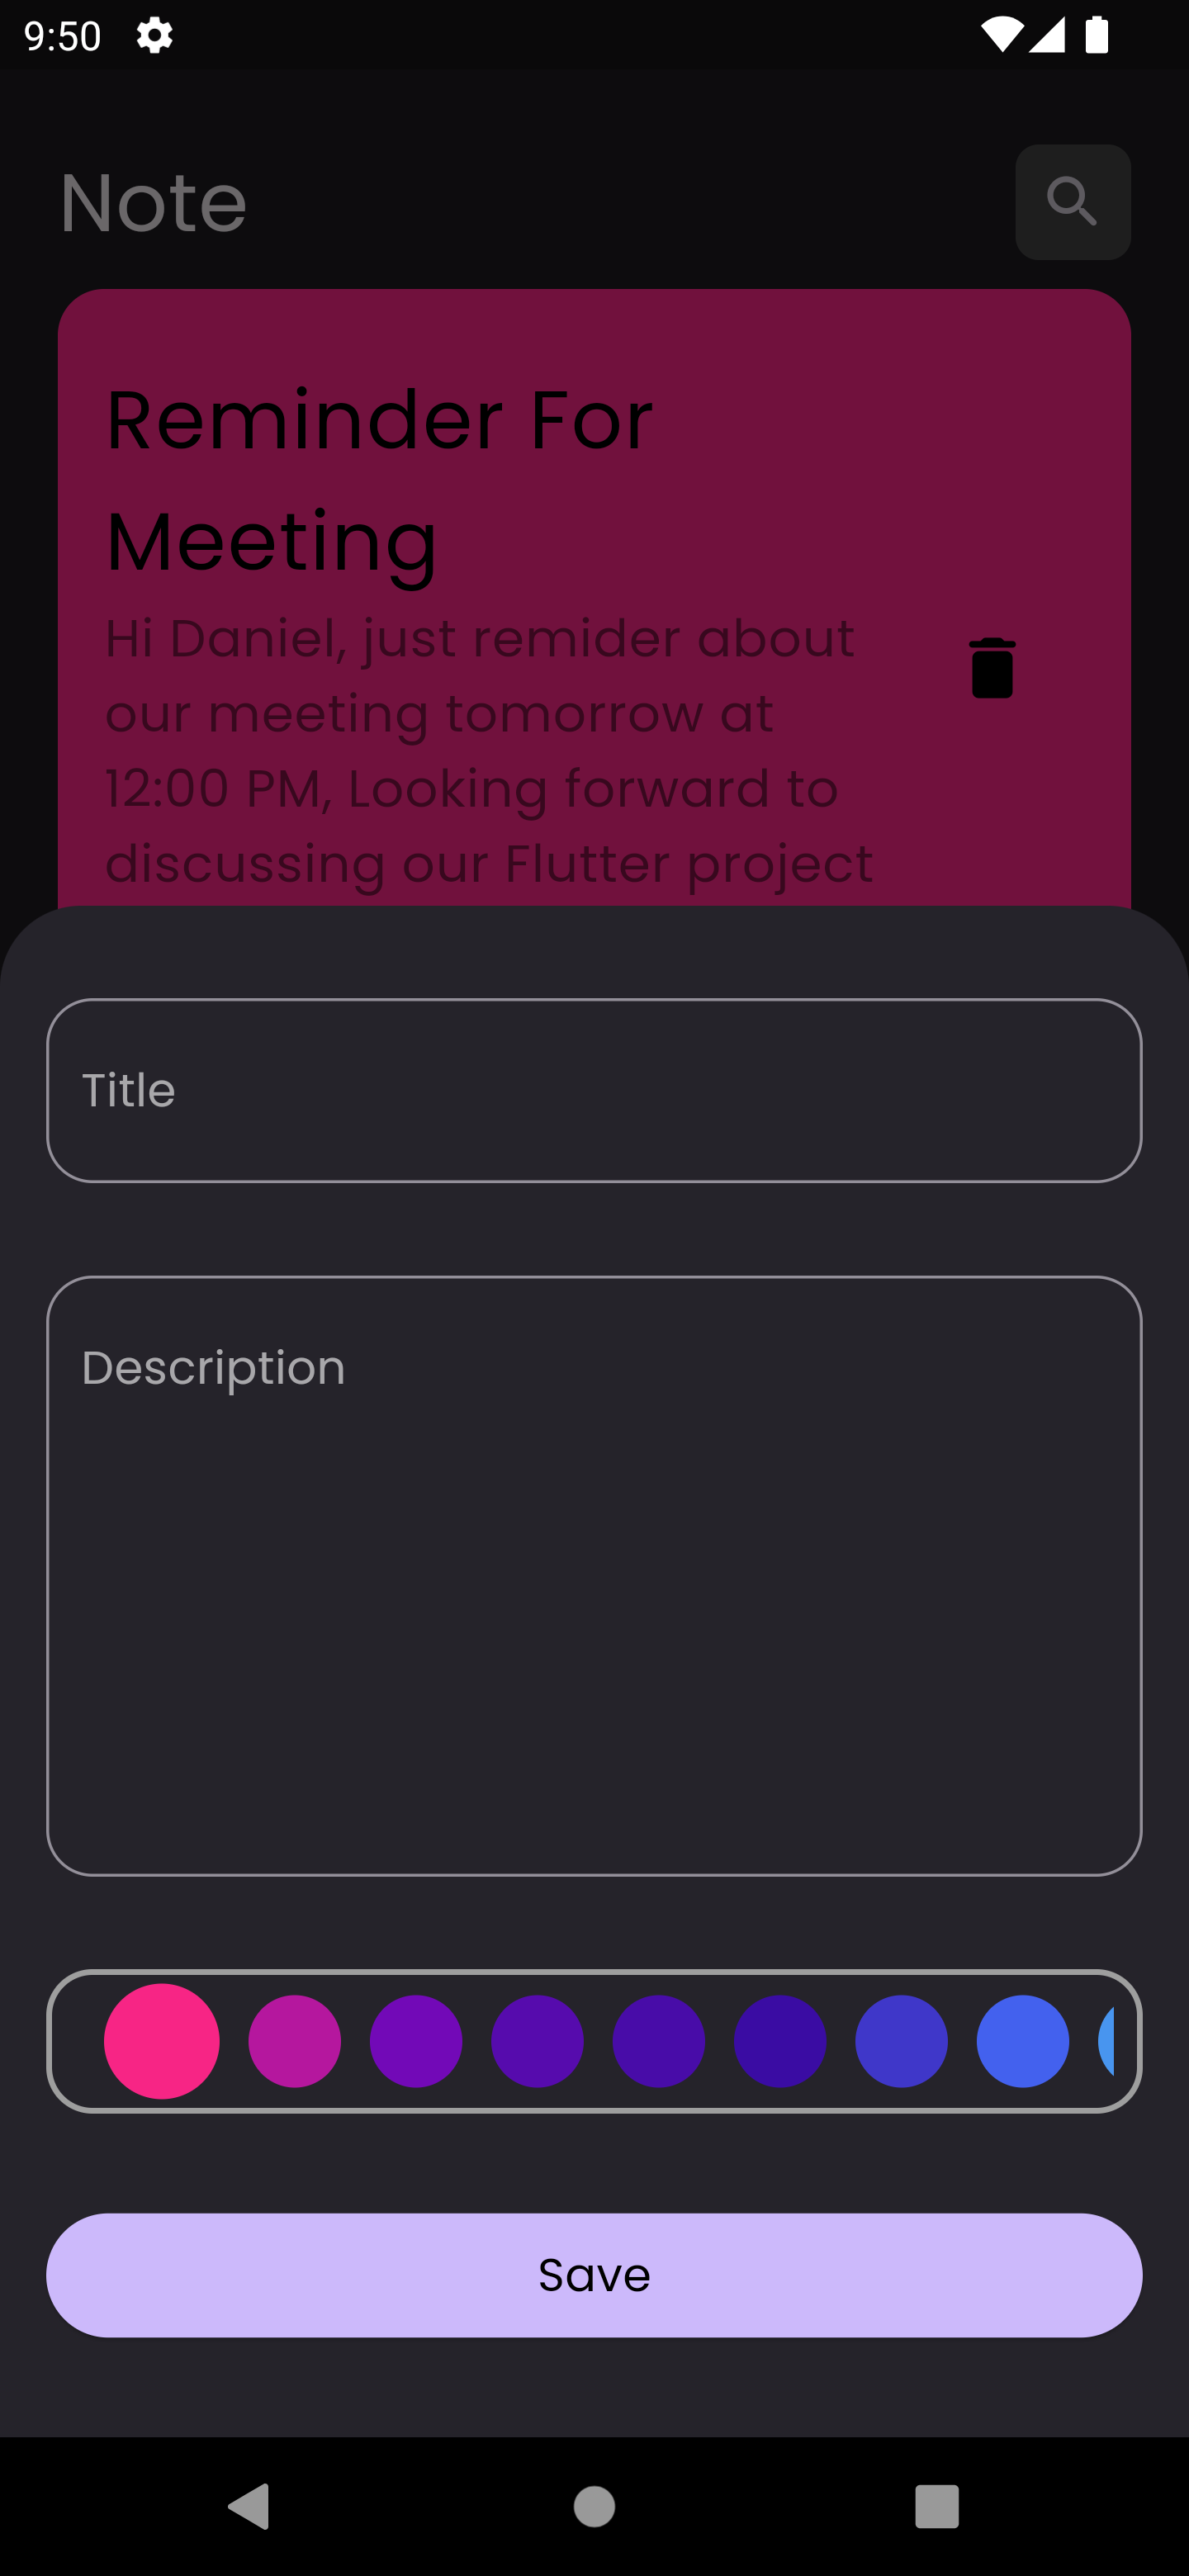 9:50
Note
Reminder For
Meeting
Hi Daniel, just remider about
our meeting tomorrow at
12:00 PM, Looking forward to
discussing our Flutter project
Title
Description
Save